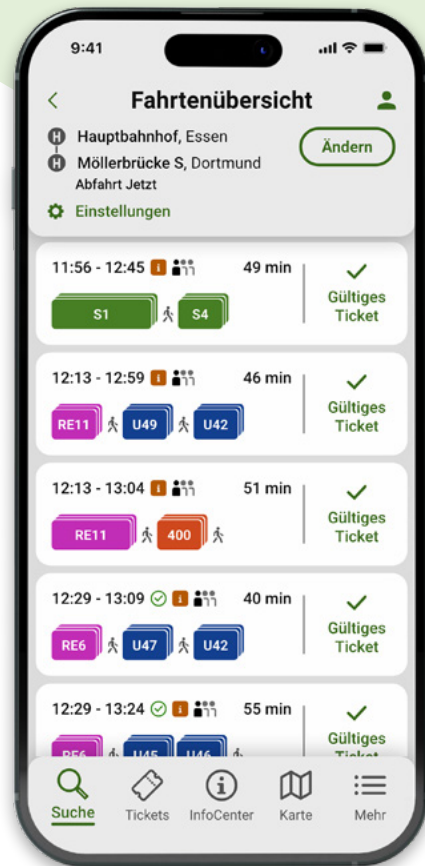 9:41
Fahrtenübersicht
H Hauptbahnhof, Essen
H Möllerbrücke S, Dortmund
Ändern
Abfahrt Jetzt
Einstellungen
11:56 - 12:45 i 49 min
S1 S4
Gültiges
Ticket
12:13 - 12:59 i 46 min
RE11 U49 U42
Gültiges
Ticket
12:13 - 13:04 i 51 min
RE11 400
Gültiges
Ticket
12:29 - 13:09 i 40 min
RE6 U47 U42
Gültiges
Ticket
12:29 - 13:24 i 55 min
RE6 U45 U46
Gültiges
Ticket
Suche Tickets InfoCenter Karte Mehr